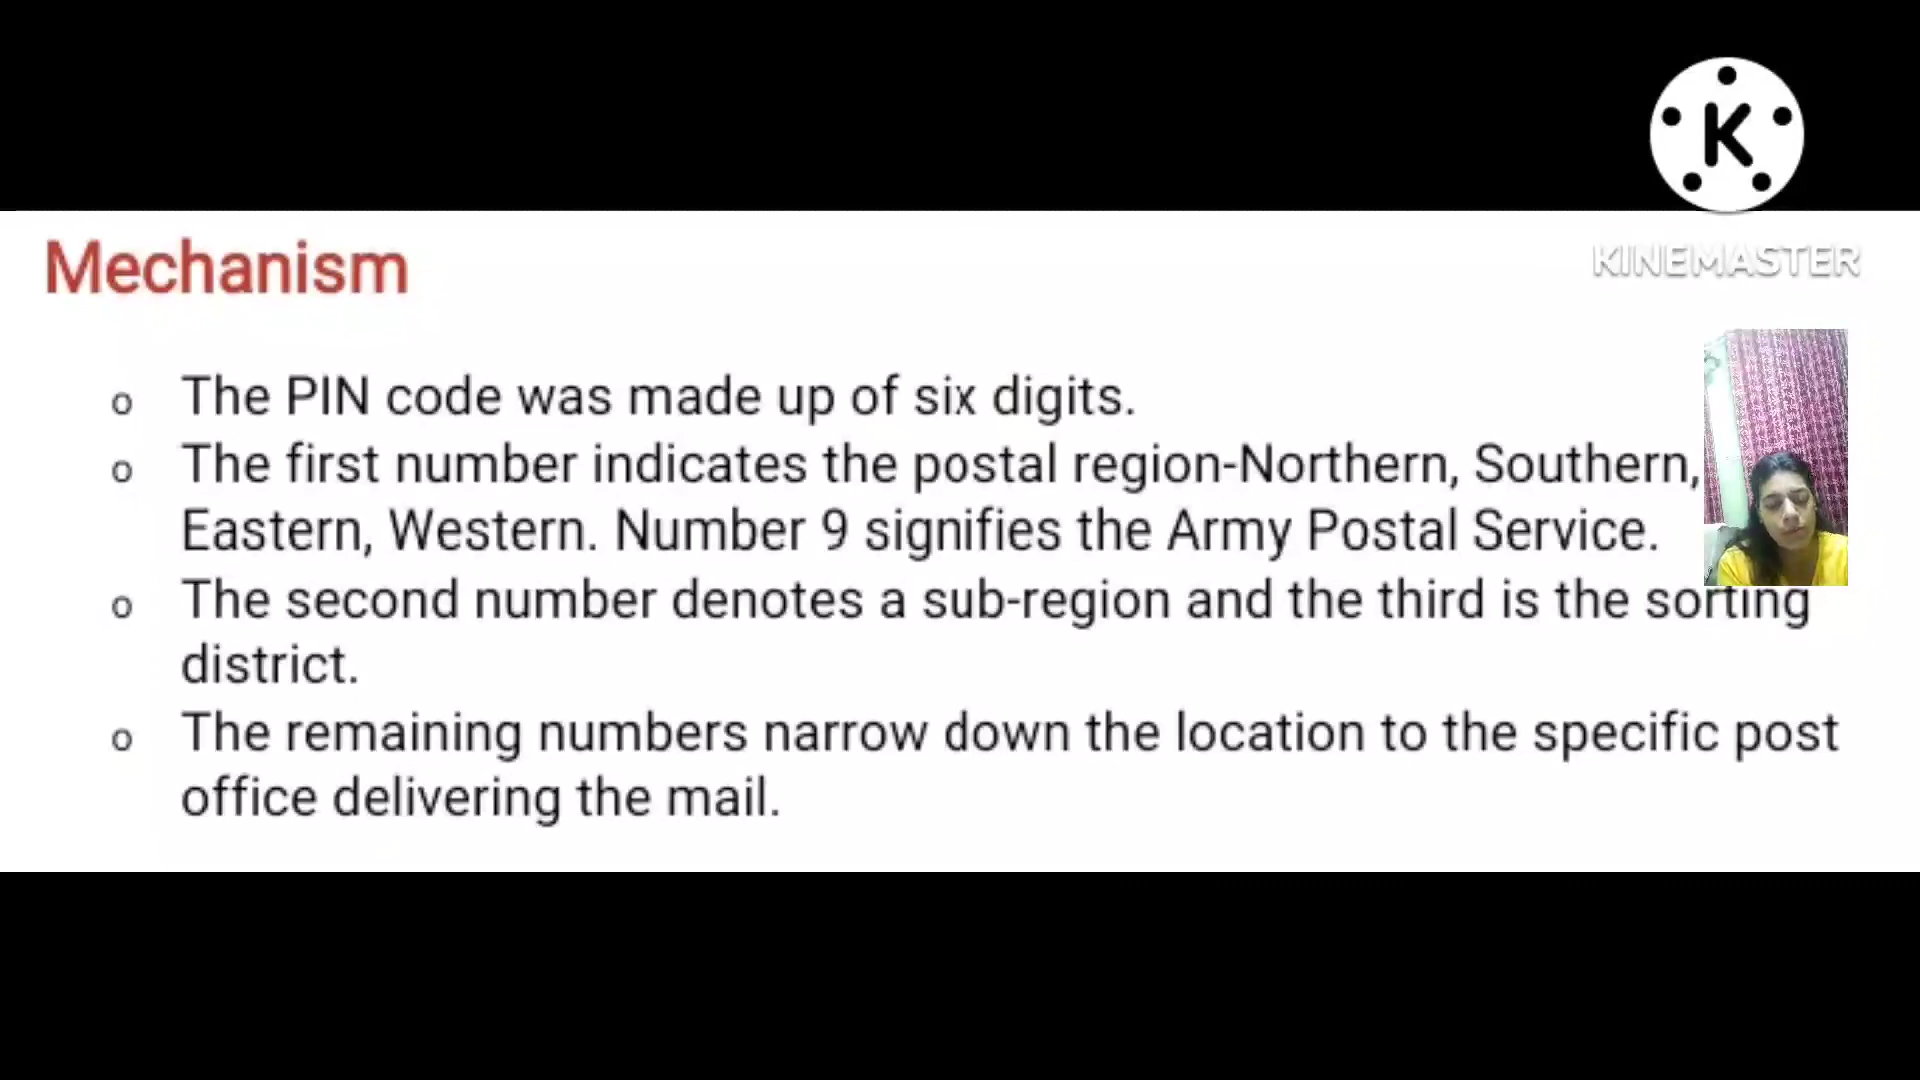 K
KINEMASTER
Mechanism
o The PIN code was made up of six digits.
o The first number indicates the postal region-Northern, Southern,
Eastern, Western. Number 9 signifies the Army Postal Service.
o The second number denotes a sub-region and the third is the sorting
district.
o The remaining numbers narrow down the location to the specific post
office delivering the mail.